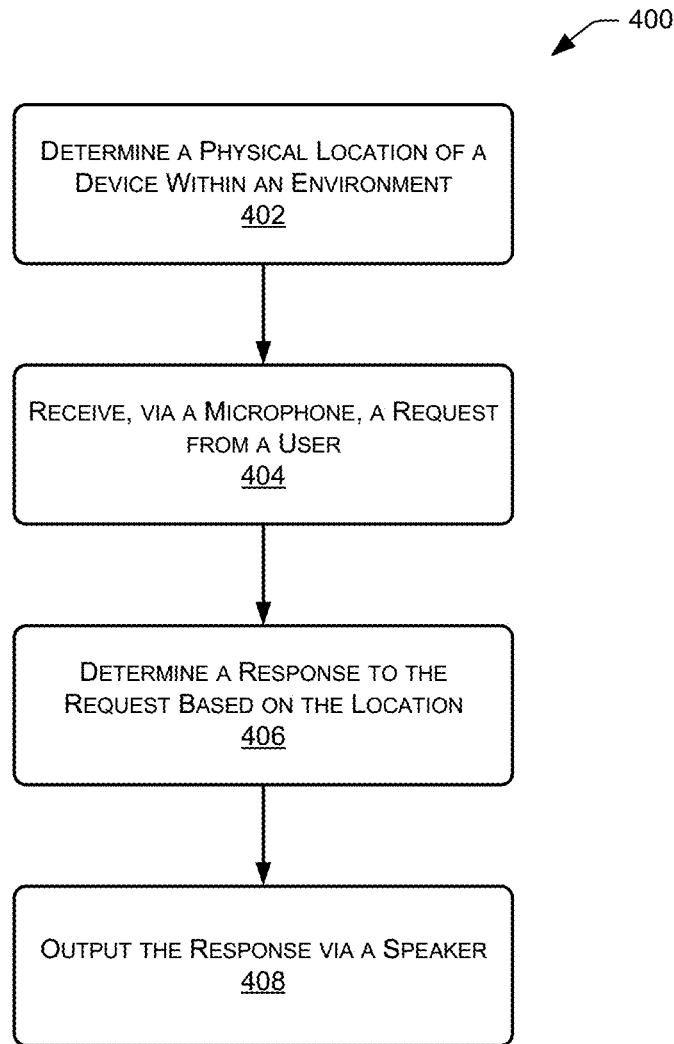 400
DETERMINE A PHYSICAL LOCATION OF A
DEVICE WITHIN AN ENVIRONMENT
402
RECEIVE, VIA A MICROPHONE, A REQUEST
FROM A USER
404
DETERMINE A RESPONSE TO THE
REQUEST BASED ON THE LOCATION
406
OUTPUT THE RESPONSE VIA A SPEAKER
408